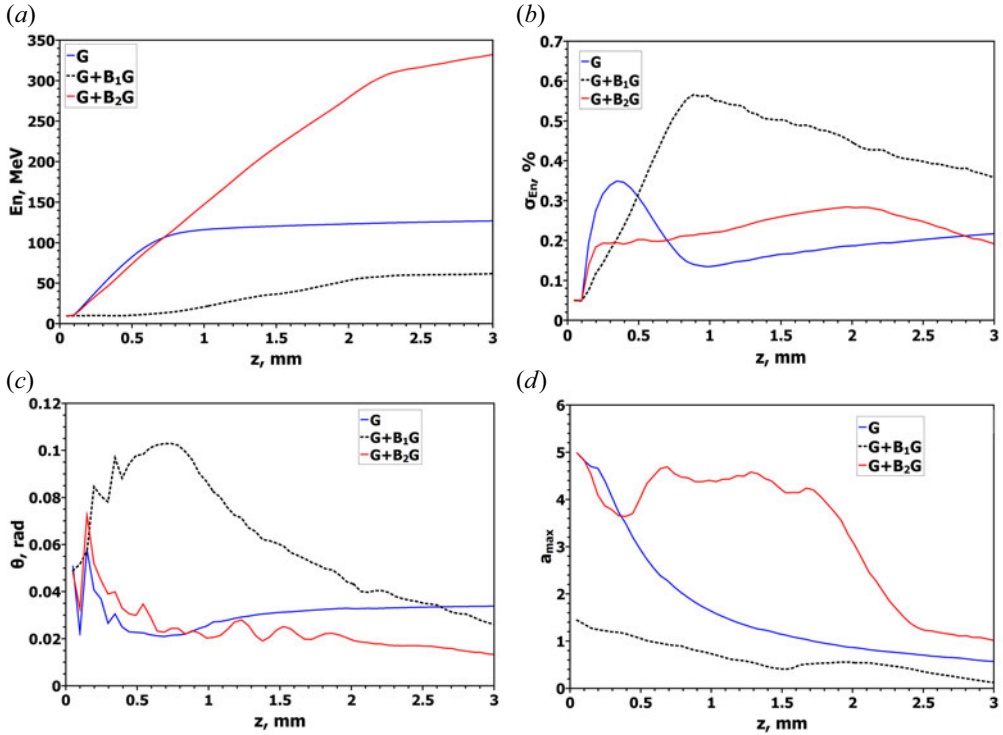 (a)
En, MeV
350
300
250
200
150
100
50
0
G
G+B₁G
G+B₂G
0 0.5 1 1.5 2 2.5 3
z, mm
(b)
σEn, %
0.7
0.6
0.5
0.4
0.3
0.2
0.1
0.0
G
G+B₁G
G+B₂G
0 0.5 1 1.5 2 2.5 3
z, mm
(c)
θ, rad
0.12
0.1
0.08
0.06
0.04
0.02
0
G
G+B₁G
G+B₂G
0 0.5 1 1.5 2 2.5 3
z, mm
(d)
amax
6
5
4
3
2
1
0
G
G+B₁G
G+B₂G
0 0.5 1 1.5 2 2.5 3
z, mm